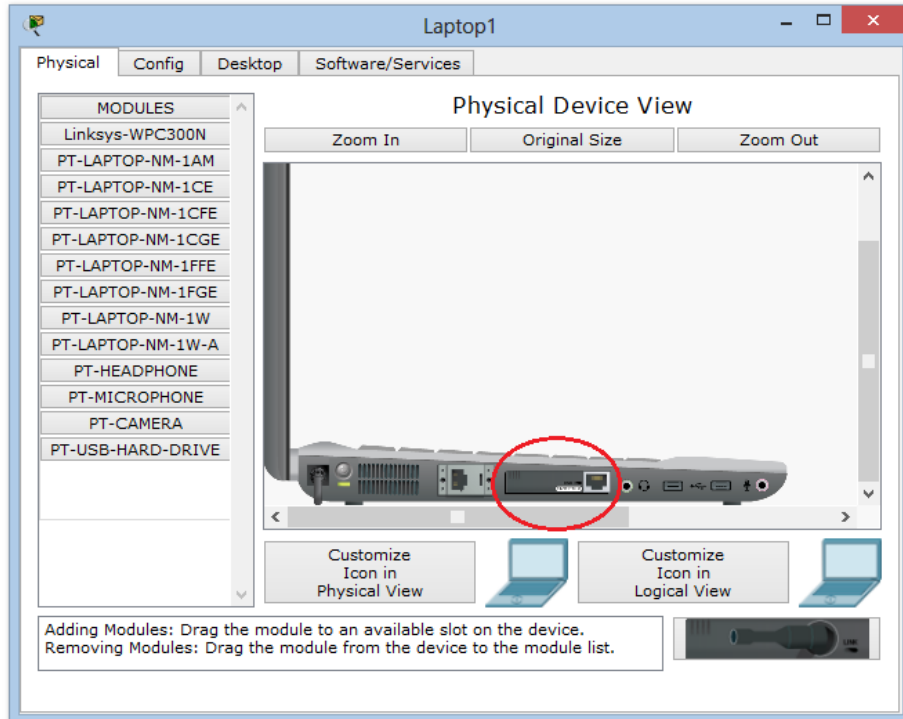 Laptop1
Physical
Config
Desktop
Software/Services
MODULES
Linksys-WPC300N
PT-LAPTOP-NM-1AM
PT-LAPTOP-NM-1CE
PT-LAPTOP-NM-1CFE
PT-LAPTOP-NM-1CGE
PT-LAPTOP-NM-1FFE
PT-LAPTOP-NM-1FGE
PT-LAPTOP-NM-1W
PT-LAPTOP-NM-1W-A
PT-HEADPHONE
PT-MICROPHONE
PT-CAMERA
PT-USB-HARD-DRIVE
Physical Device View
Zoom In
Original Size
Zoom Out
Customize
Icon in
Physical View
Customize
Icon in
Logical View
Adding Modules: Drag the module to an available slot on the device.
Removing Modules: Drag the module from the device to the module list.
LINK